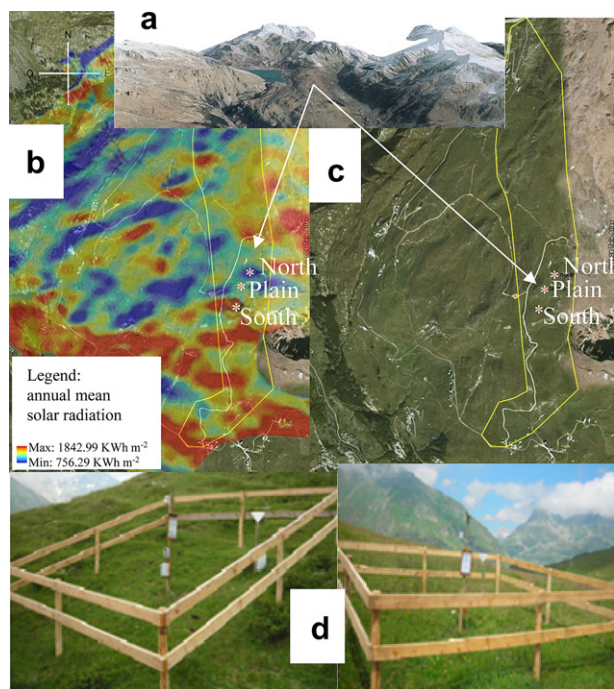 a
N
O
E
b
c
North
Plain
South
North
Plain
South
Legend:
annual mean
solar radiation
Max: 1842.99 KWh m-2
Min: 756.29 KWh m-2
d